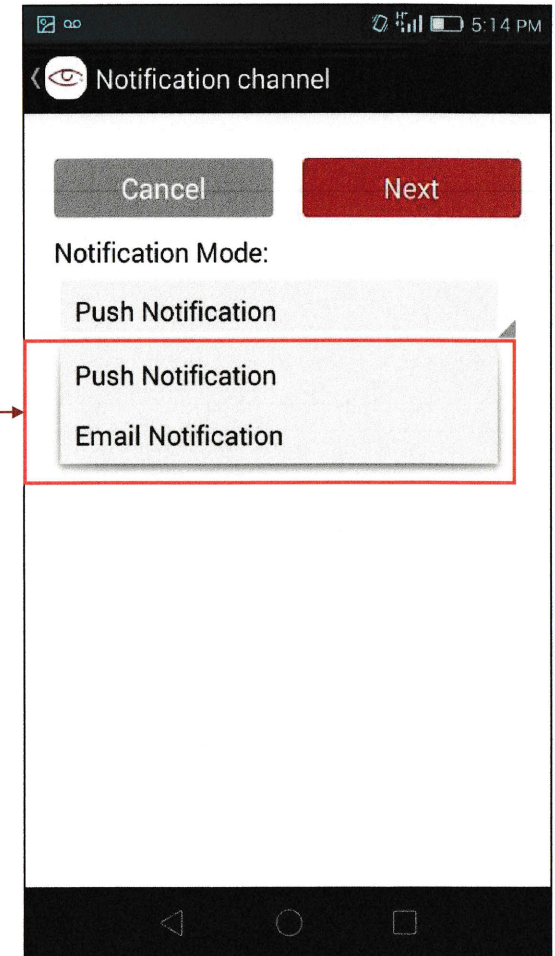 5:14 PM
Notification channel
Cancel
Next
Notification Mode:
Push Notification
Push Notification
Email Notification